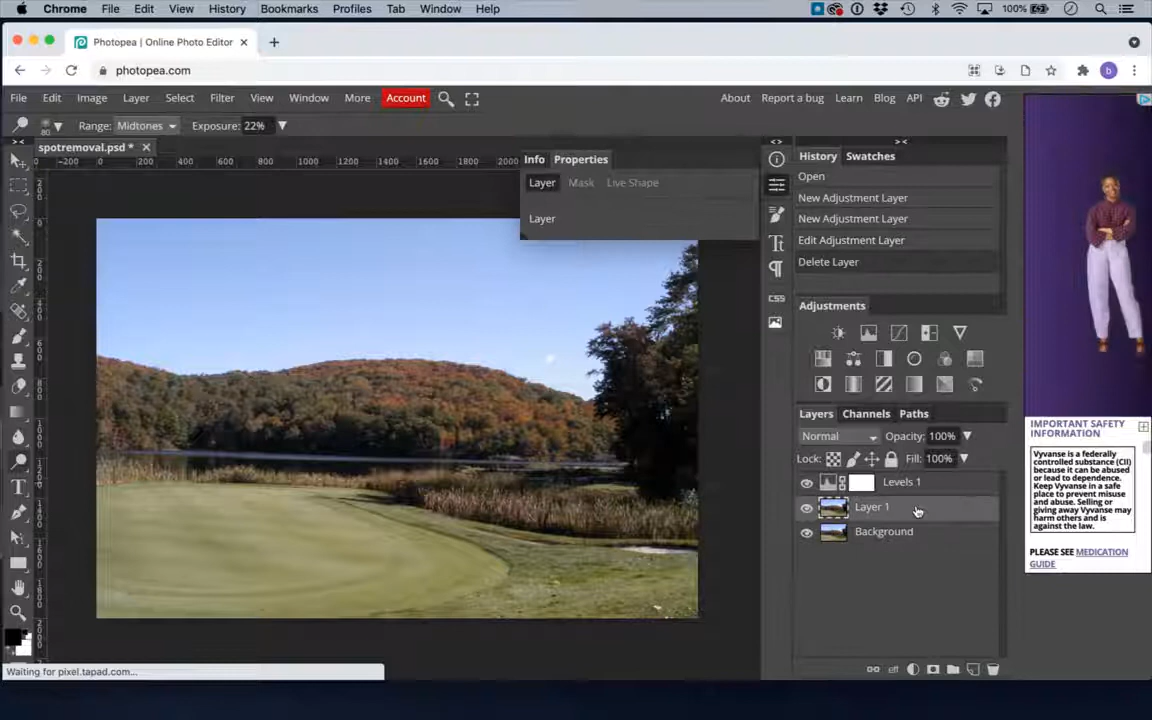 Chrome File Edit View History Bookmarks Profiles Tab Window Help 100%
Photopea | Online Photo Editor
photopea.com b
File Edit Image Layer Select Filter View Window More Account About Report a bug Learn Blog API
80 Range: Midtones Exposure: 22%
spotremoval.psd *
0 -200 0 200 400 600 800 1000 1200 1400 1600 1800 2000
Info Properties
Layer Mask Live Shape
Layer
History Swatches
Open
New Adjustment Layer
New Adjustment Layer
Edit Adjustment Layer
Delete Layer
CSS
Adjustments
Layers Channels Paths
Normal Opacity: 100%
Lock: Fill: 100%
Levels 1
Layer 1
Background
eff
IMPORTANT SAFETY
INFORMATION
Vyvanse is a federally
controlled substance (CII)
because it can be abused
or lead to dependence.
Keep Vyvanse in a safe
place to prevent misuse
and abuse. Selling or
giving away Vyvanse may
harm others and is
against the law.
PLEASE SEE MEDICATION
GUIDE
Waiting for pixel.tapad.com...